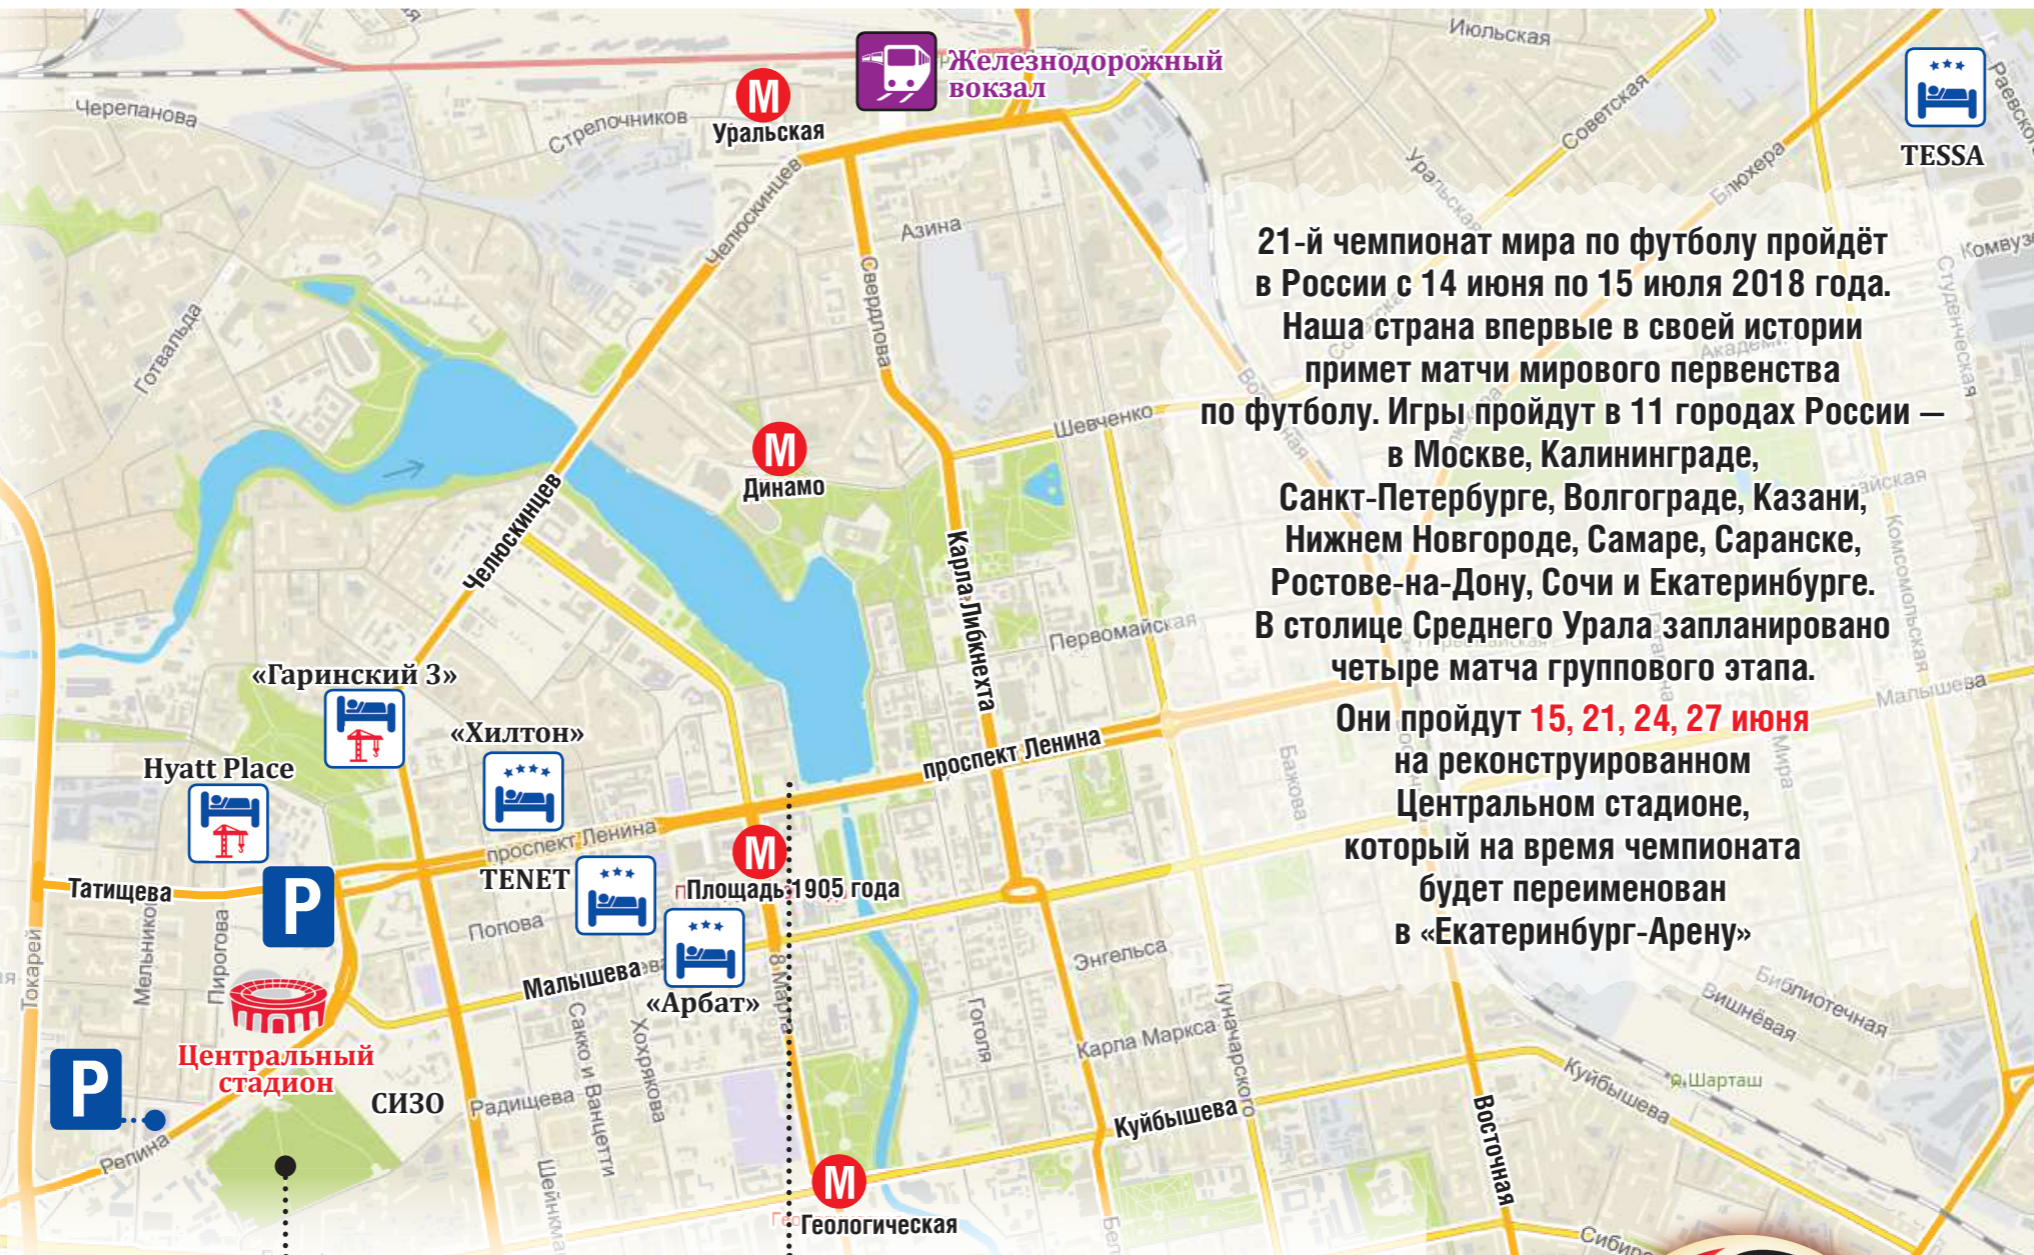 Июльская
Железнодорожный
вокзал
М
Уральская
Черепанова
Стрелочников
Советская
Раевского
TESSA
Уральская
Блюхера
Челюскинцев
Азина
Свердлова
Готвальда
21-й чемпионат мира по футболу пройдёт
в России с 14 июня по 15 июля 2018 года.
Наша страна впервые в своей истории
примет матчи мирового первенства
по футболу. Игры пройдут в 11 городах России —
в Москве, Калининграде,
Санкт-Петербурге, Волгограде, Казани,
Нижнем Новгороде, Самаре, Саранске,
Ростове-на-Дону, Сочи и Екатеринбурге.
В столице Среднего Урала запланировано
четыре матча группового этапа.
Они пройдут 15, 21, 24, 27 июня
на реконструированном
Центральном стадионе,
который на время чемпионата
будет переименован
в «Екатеринбург-Арену»
Студенческая
Комсомольская
Малышева
Мира
Шевченко
М
Динамо
Челюскинцев
Карла Либкнехта
Первомайская
«Гаринский 3»
«Хилтон»
Hyatt Place
проспект Ленина
проспект Ленина
Бажова
М
Площадь 1905 года
TENET
Татищева
P
Попова
Мельникова
Пирогова
Токарей
Малышева
«Арбат»
8 Марта
Энгельса
Гоголя
Карла Маркса
Луначарского
Библиотечная
Вишнёвая
Центральный
стадион
P
СИЗО
Радищева
Сакко и Ванцетти
Хохрякова
Репина
Куйбышева
Куйбышева
Шарташ
Восточная
М
Геологическая